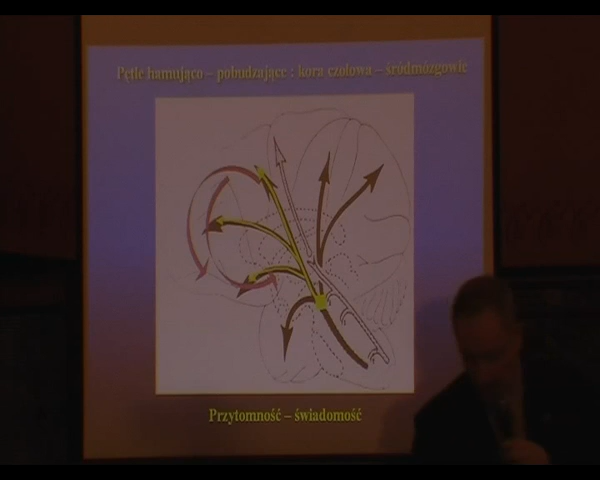 Pętle hamująco – pobudzające : kora czołowa – śródmózgowie
Przytomność – świadomość